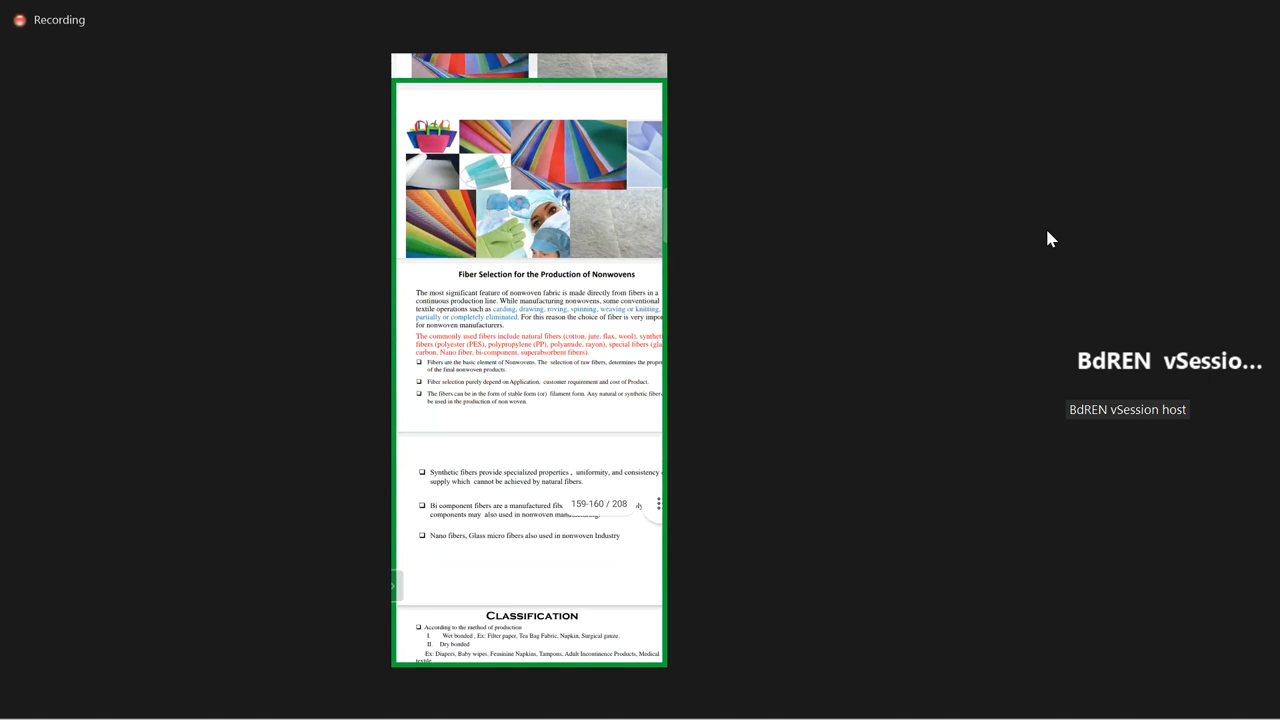 Recording
Fiber Selection for the Production of Nonwovens
The most significant feature of nonwoven fabric is made directly from fibers in a
continuous production line. While manufacturing nonwovens, some conventional
textile operations such as carding, drawing, roving, spinning, weaving or knitting,
partially or completely eliminated. For this reason the choice of fiber is very impor
for nonwoven manufacturers.
The commonly used fibers include natural fibers (cotton, jute, flax, wool), synthet
fibers (polyester (PES), polypropylene (PP), polyamide, rayon), special fibers (gla
carbon, Nano fiber, bi-component, superabsorbent fibers).
❑ Fibers are the basic element of Nonwovens. The selection of raw fibers, determines the prope
of the final nonwoven products.
❑ Fiber selection purely depend on Application, customer requirement and cost of Product.
❑ The fibers can be in the form of stable form (or) filament form. Any natural or synthetic fibers
be used in the production of non woven.
❑ Synthetic fibers provide specialized properties , uniformity, and consistency
supply which cannot be achieved by natural fibers.
❑ Bi component fibers are a manufactured fibe
components may also used in nonwoven manufacturing.
159-160 / 208
❑ Nano fibers, Glass micro fibers also used in nonwoven Industry
CLASSIFICATION
❑ According to the method of production
I. Wet bonded , Ex: Filter paper, Tea Bag Fabric, Napkin, Surgical gauze.
II. Dry bonded
Ex: Diapers, Baby wipes, Feminine Napkins, Tampons, Adult Incontinence Products, Medical
textile
BdREN vSessio...
BdREN vSession host